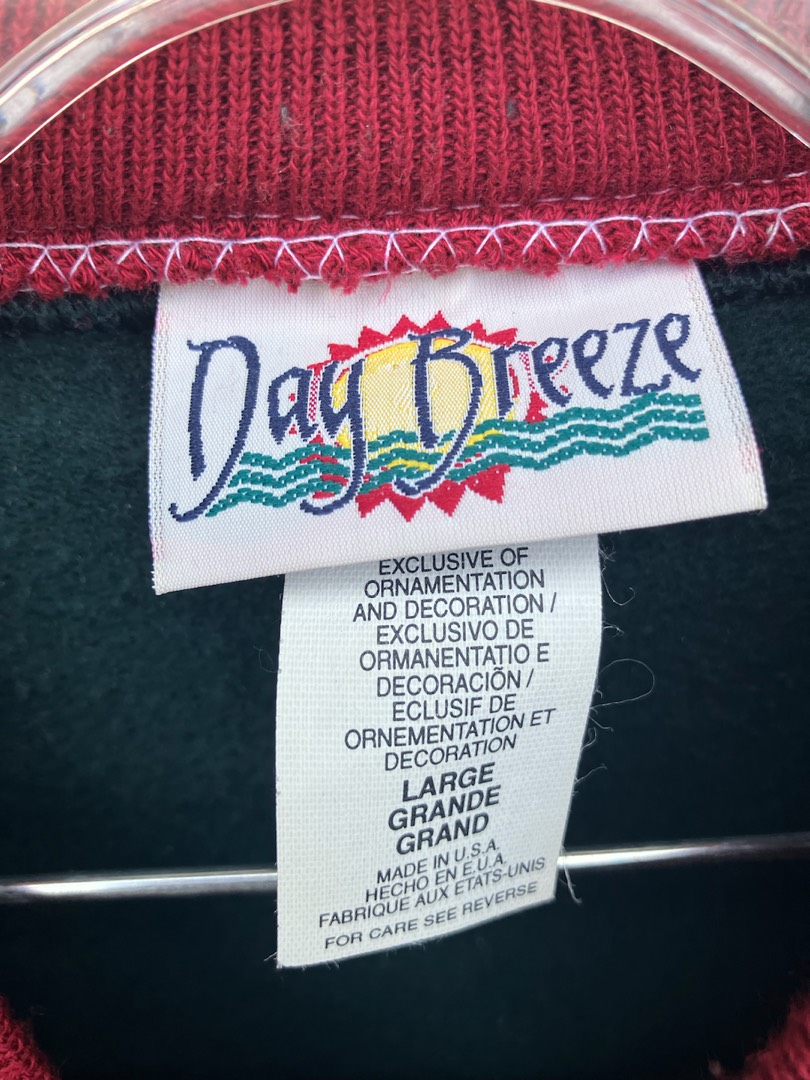 Day Breeze
EXCLUSIVE OF
ORNAMENTATION
AND DECORATION /
EXCLUSIVO DE
ORMANENTATIO E
DECORACIÕN /
ECLUSIF DE
ORNEMENTATION ET
DECORATION
LARGE
GRANDE
GRAND
MADE IN U.S.A.
HECHO EN E.U.A.
FABRIQUE AUX ETATS-UNIS
FOR CARE SEE REVERSE